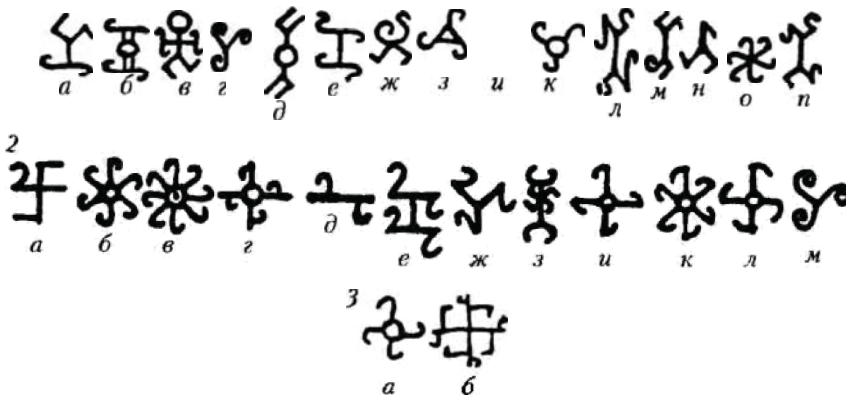 а б в г д е ж з и к л м н о п
2
а б в г д е ж з и к л м
3
а б